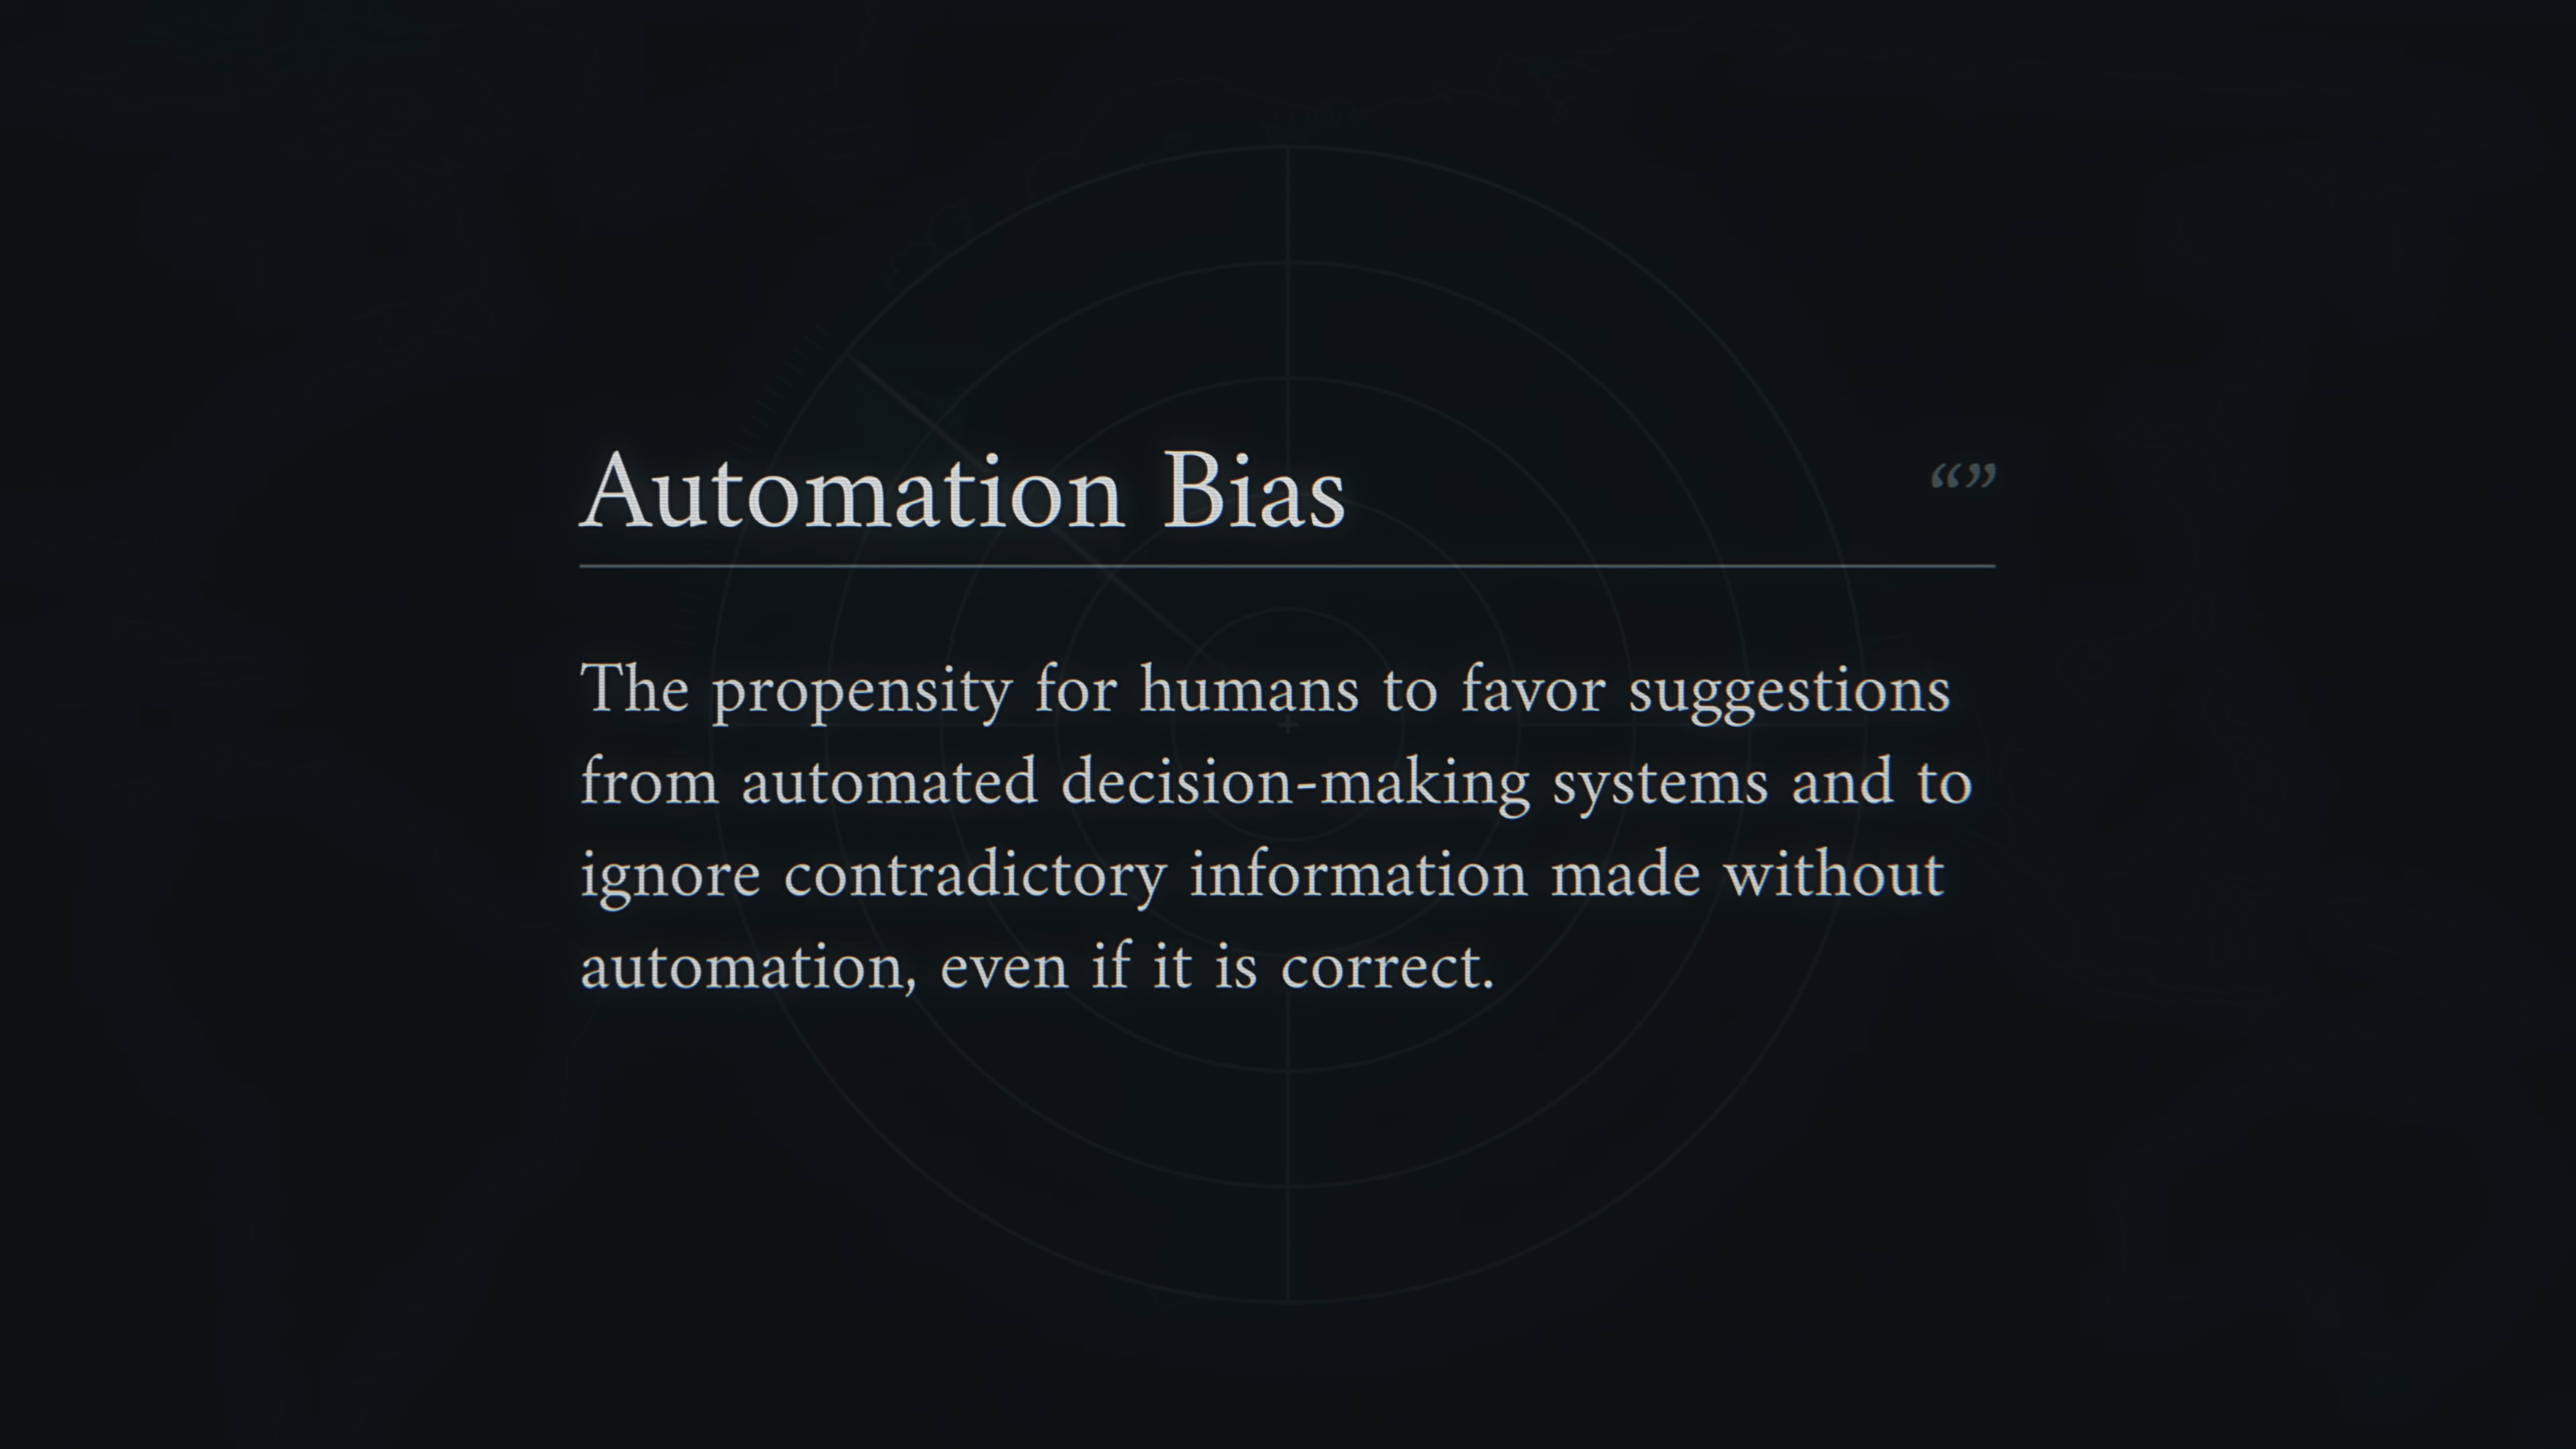 Automation Bias
“”
The propensity for humans to favor suggestions
from automated decision-making systems and to
ignore contradictory information made without
automation, even if it is correct.